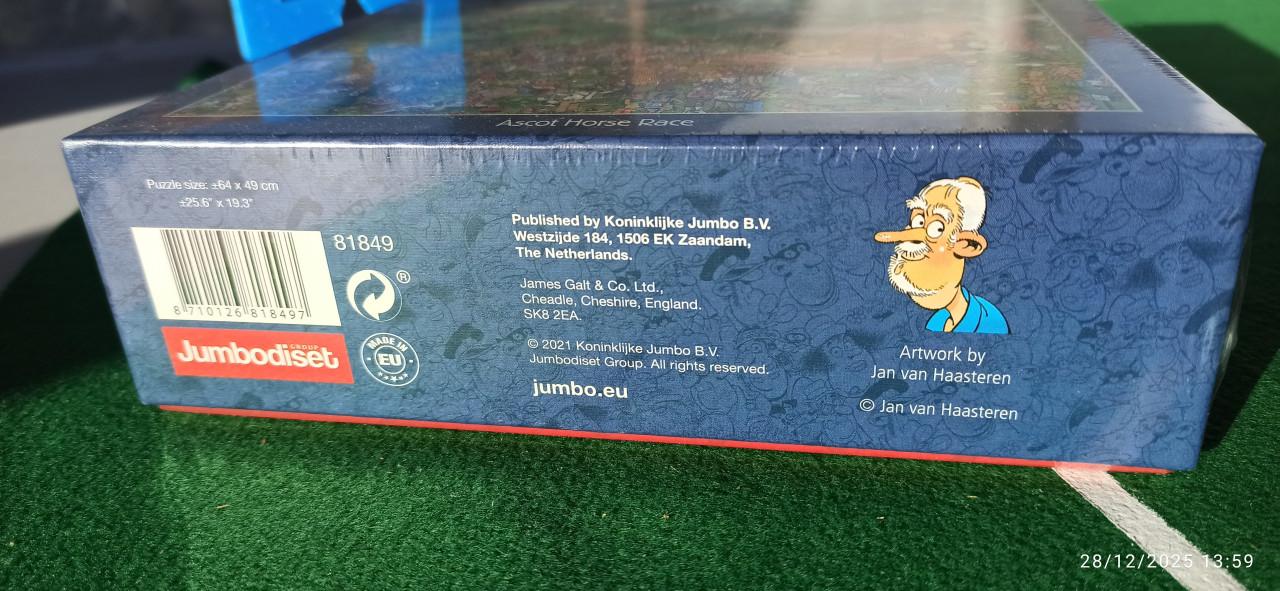 Ascot Horse Race
Puzzle size: ±64 x 49 cm
±25.6" x 19.3"
81849
®
8 710126 818497
GROUP
Jumbodiset
MADE IN
EU
Published by Koninklijke Jumbo B.V.
Westzijde 184, 1506 EK Zaandam,
The Netherlands.
James Galt & Co. Ltd.,
Cheadle, Cheshire, England.
SK8 2EA.
© 2021 Koninklijke Jumbo B.V.
Jumbodiset Group. All rights reserved.
jumbo.eu
Artwork by
Jan van Haasteren
© Jan van Haasteren
28/12/2025 13:59